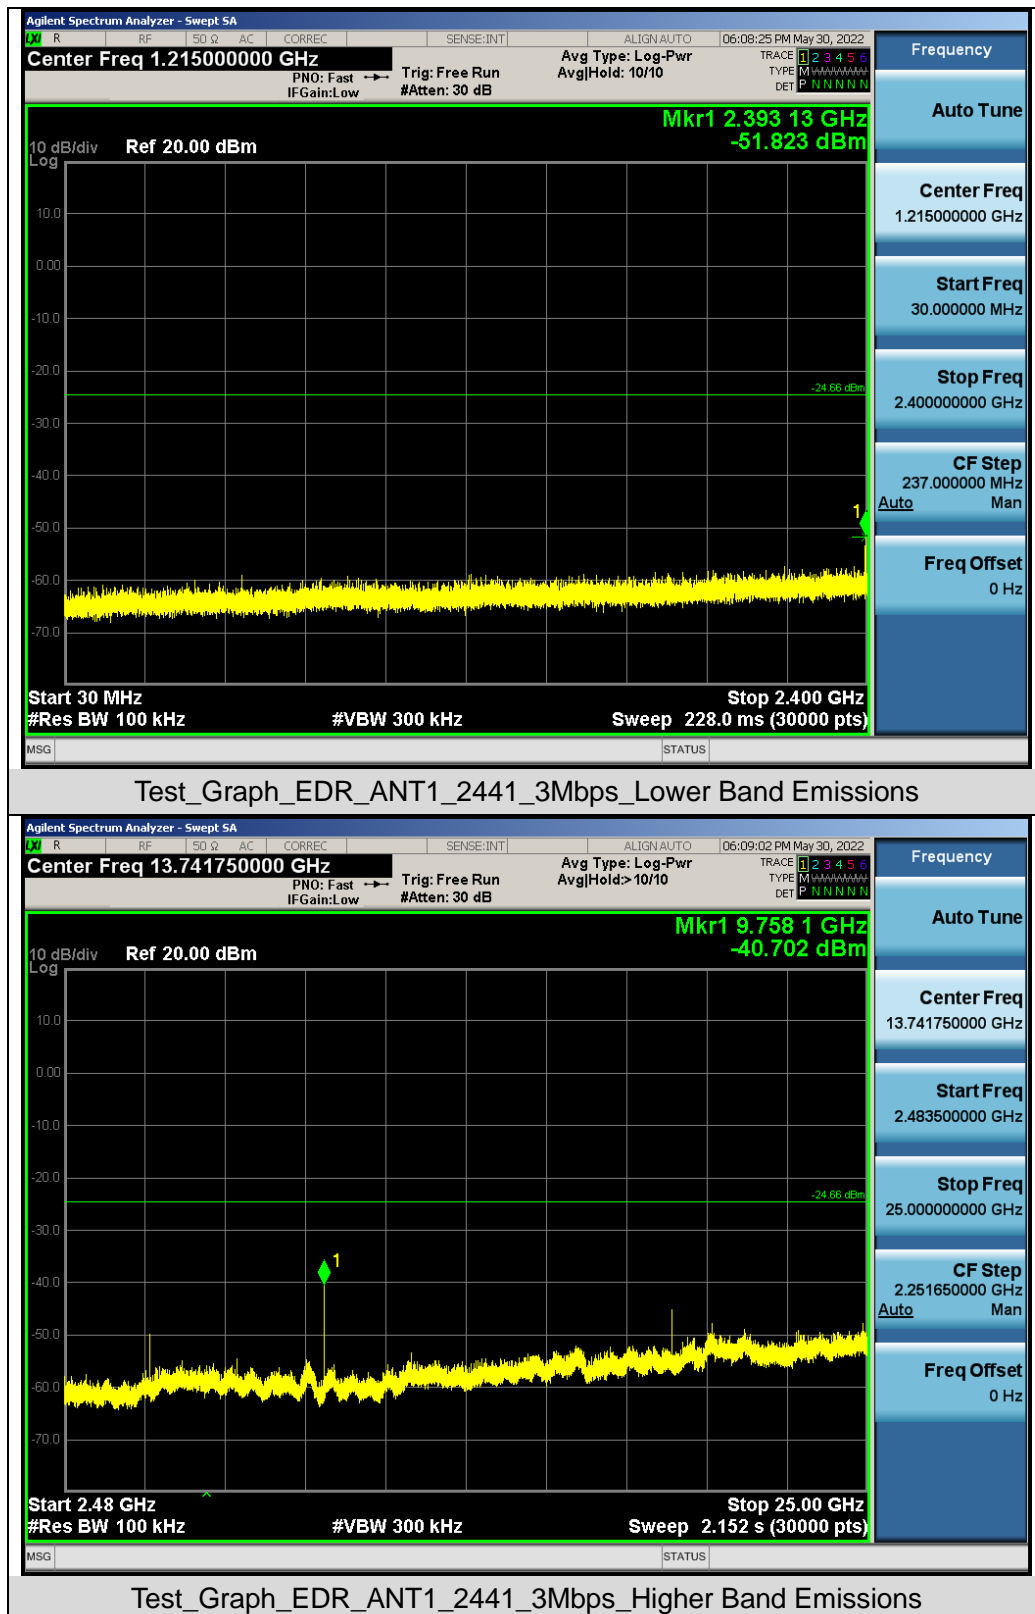 Agilent Spectrum Analyzer - Swept SA
LXI R RF 50 Ω AC CORREC SENSE:INT ALIGN AUTO 06:08:25 PM May 30, 2022
Center Freq 1.215000000 GHz
PNO: Fast
IFGain:Low
Trig: Free Run
#Atten: 30 dB
Avg Type: Log-Pwr
Avg|Hold: 10/10
TRACE 1 2 3 4 5 6
TYPE M
DET P N N N N N
Mkr1 2.393 13 GHz
-51.823 dBm
10 dB/div Ref 20.00 dBm
Log
10.0
0.00
-10.0
-20.0
-24.66 dBm
-30.0
-40.0
1
-50.0
-60.0
-70.0
Start 30 MHz Stop 2.400 GHz
#Res BW 100 kHz #VBW 300 kHz Sweep 228.0 ms (30000 pts)
MSG STATUS
Frequency
Auto Tune
Center Freq
1.215000000 GHz
Start Freq
30.000000 MHz
Stop Freq
2.400000000 GHz
CF Step
237.000000 MHz
Auto Man
Freq Offset
0 Hz
Test_Graph_EDR_ANT1_2441_3Mbps_Lower Band Emissions
Agilent Spectrum Analyzer - Swept SA
LXI R RF 50 Ω AC CORREC SENSE:INT ALIGN AUTO 06:09:02 PM May 30, 2022
Center Freq 13.741750000 GHz
PNO: Fast
IFGain:Low
Trig: Free Run
#Atten: 30 dB
Avg Type: Log-Pwr
Avg|Hold:>10/10
TRACE 1 2 3 4 5 6
TYPE M
DET P N N N N N
Mkr1 9.758 1 GHz
-40.702 dBm
10 dB/div Ref 20.00 dBm
Log
10.0
0.00
-10.0
-20.0
-24.66 dBm
-30.0
1
-40.0
-50.0
-60.0
-70.0
Start 2.48 GHz Stop 25.00 GHz
#Res BW 100 kHz #VBW 300 kHz Sweep 2.152 s (30000 pts)
MSG STATUS
Frequency
Auto Tune
Center Freq
13.741750000 GHz
Start Freq
2.483500000 GHz
Stop Freq
25.000000000 GHz
CF Step
2.251650000 GHz
Auto Man
Freq Offset
0 Hz
Test_Graph_EDR_ANT1_2441_3Mbps_Higher Band Emissions